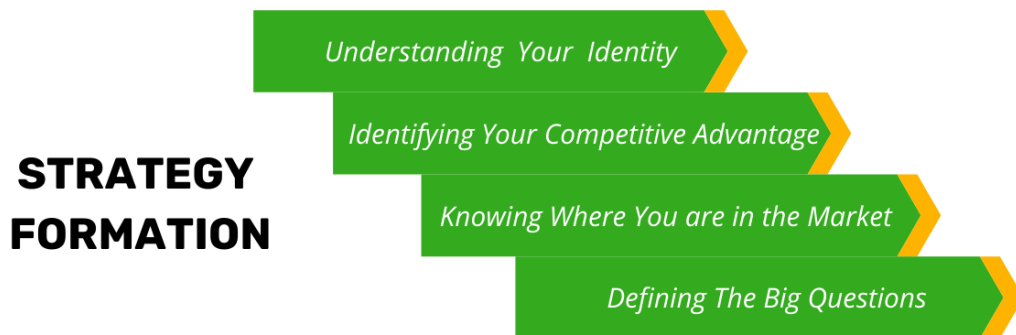 STRATEGY
FORMATION
Understanding Your Identity
Identifying Your Competitive Advantage
Knowing Where You are in the Market
Defining The Big Questions